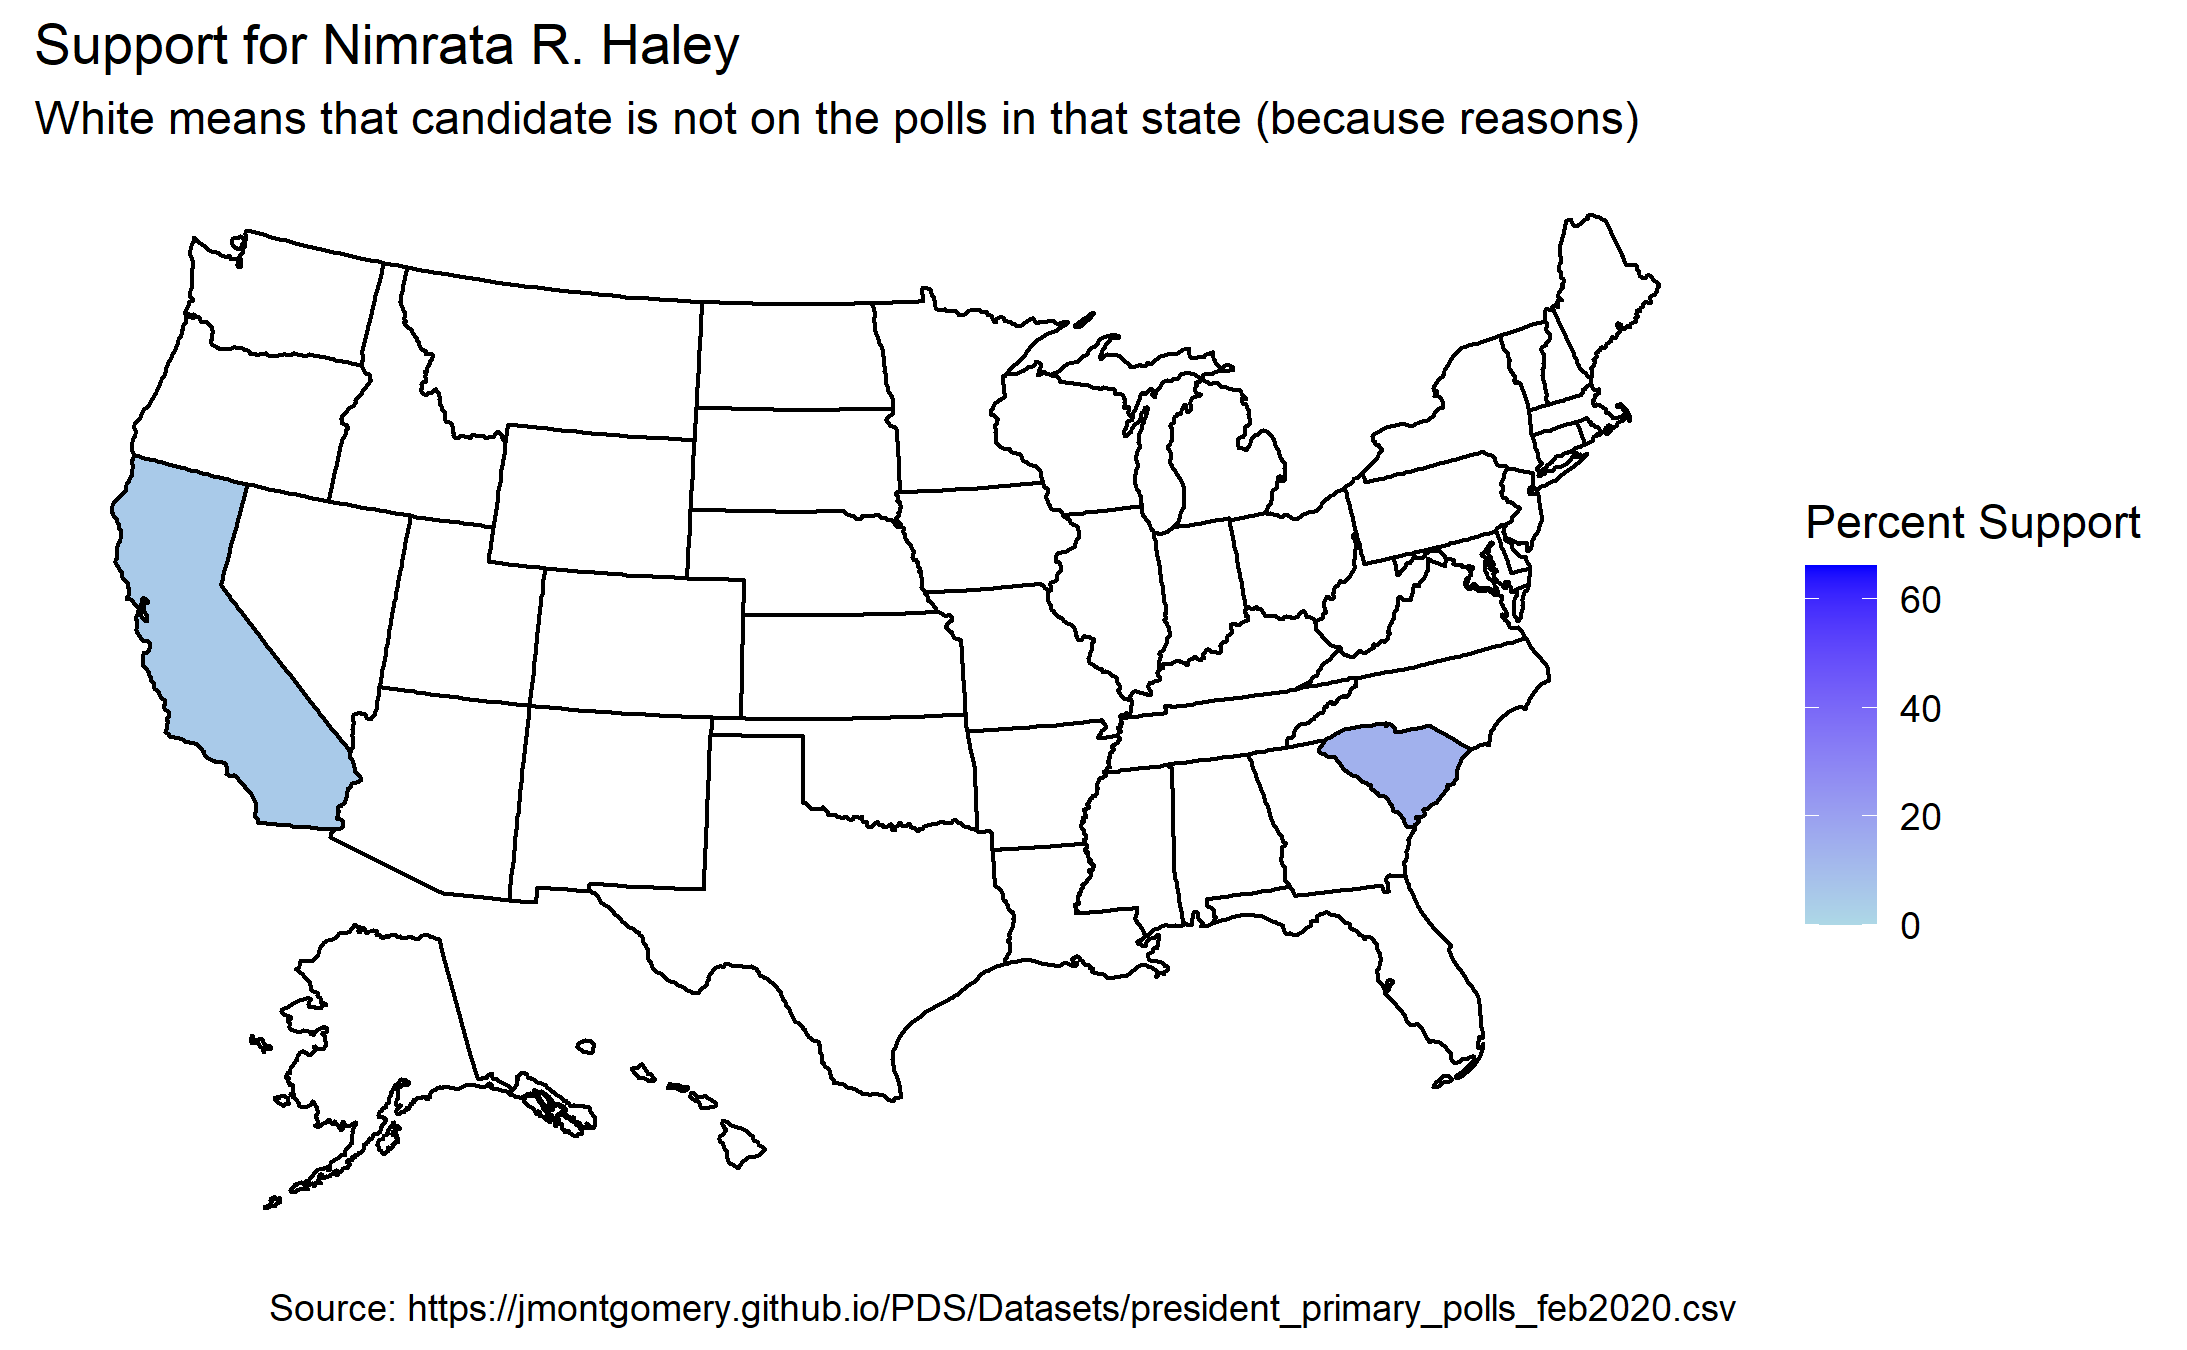 Support for Nimrata R. Haley
White means that candidate is not on the polls in that state (because reasons)
Percent Support
60
40
20
0
Source: https://jmontgomery.github.io/PDS/Datasets/president_primary_polls_feb2020.csv